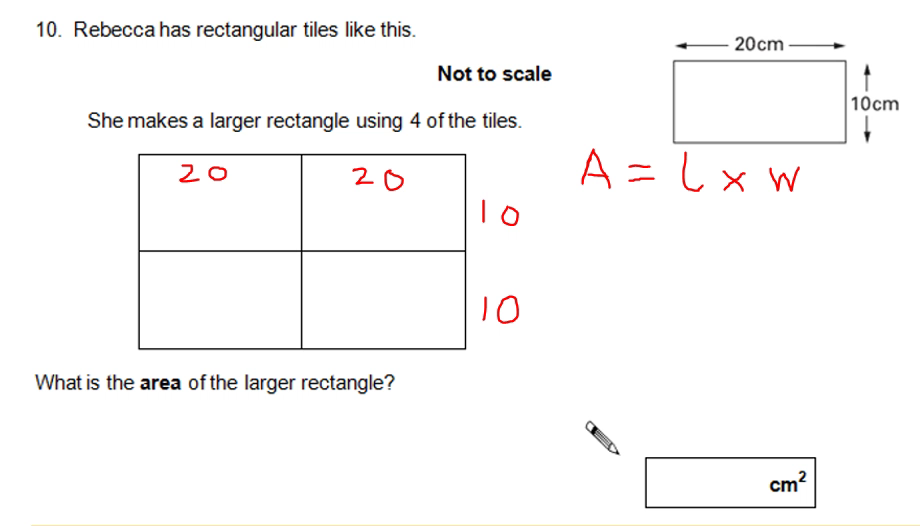 10. Rebecca has rectangular tiles like this.
20cm
Not to scale
10cm
She makes a larger rectangle using 4 of the tiles.
20 20
A = L x W
10
10
What is the area of the larger rectangle?
cm²